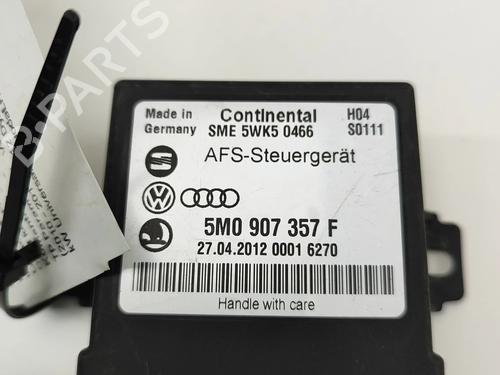 Made in
Germany
Continental
SME 5WK5 0466
H04
S0111
AFS-Steuergerät
5M0 907 357 F
27.04.2012 0001 6270
Handle with care
B-PARTS